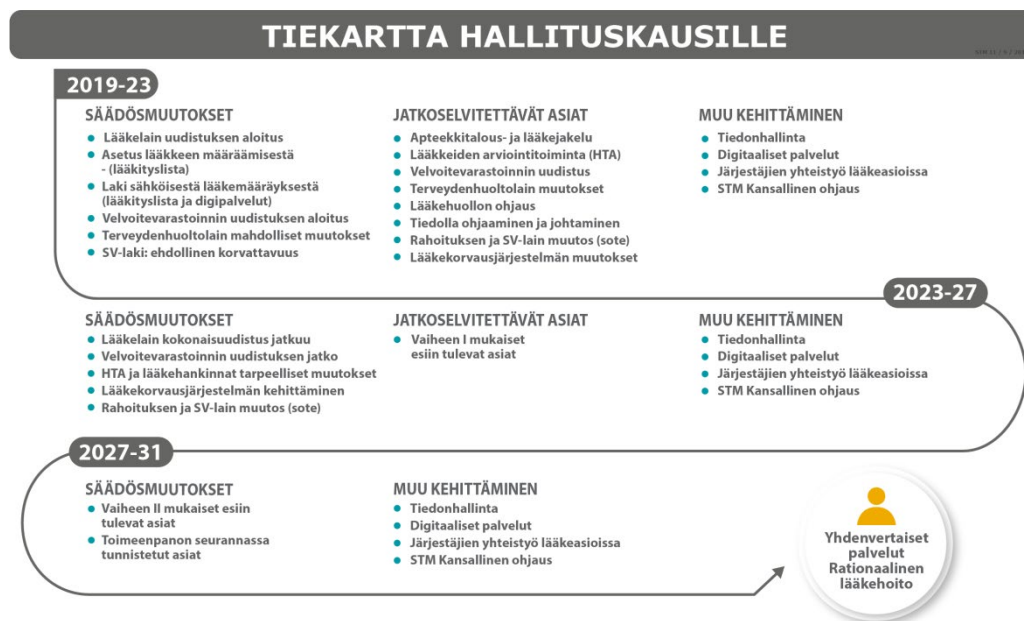 TIEKARTTA HALLITUSKAUSILLE
2019-23
SÄÄDÖSMUUTOKSET
Lääkelain uudistuksen aloitus
Asetus lääkkeen määräämisestä
- (lääkityslista)
Laki sähköisestä lääkemääräyksestä
(lääkityslista ja digipalvelut)
Velvoitevarastoinnin uudistuksen aloitus
Terveydenhuoltolain mahdolliset muutokset
SV-laki: ehdollinen korvattavuus
JATKOSELVITETTÄVÄT ASIAT
Apteekkitalous- ja lääkejakelu
Lääkkeiden arviointitoiminta (HTA)
Velvoitevarastoinnin uudistus
Terveydenhuoltolain muutokset
Lääkehuollon ohjaus
Tiedolla ohjaaminen ja johtaminen
Rahoituksen ja SV-lain muutos (sote)
Lääkekorvausjärjestelmän muutokset
MUU KEHITTÄMINEN
Tiedonhallinta
Digitaaliset palvelut
Järjestäjien yhteistyö lääkeasioissa
STM Kansallinen ohjaus
2023-27
SÄÄDÖSMUUTOKSET
Lääkelain kokonaisuudistus jatkuu
Velvoitevarastoinnin uudistuksen jatko
HTA ja lääkehankinnat tarpeelliset muutokset
Lääkekorvausjärjestelmän kehittäminen
Rahoituksen ja SV-lain muutos (sote)
JATKOSELVITETTÄVÄT ASIAT
Vaiheen I mukaiset
esiin tulevat asiat
MUU KEHITTÄMINEN
Tiedonhallinta
Digitaaliset palvelut
Järjestäjien yhteistyö lääkeasioissa
STM Kansallinen ohjaus
2027-31
SÄÄDÖSMUUTOKSET
Vaiheen II mukaiset esiin
tulevat asiat
Toimeenpanon seurannassa
tunnistetut asiat
MUU KEHITTÄMINEN
Tiedonhallinta
Digitaaliset palvelut
Järjestäjien yhteistyö lääkeasioissa
STM Kansallinen ohjaus
Yhdenvertaiset
palvelut
Rationaalinen
lääkehoito